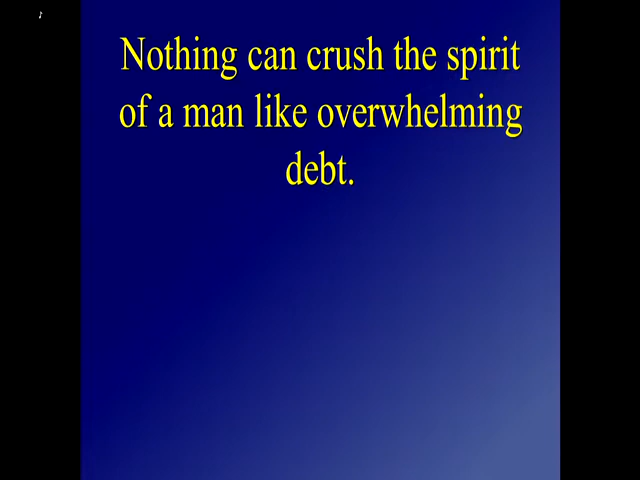 Nothing can crush the spirit
of a man like overwhelming
debt.